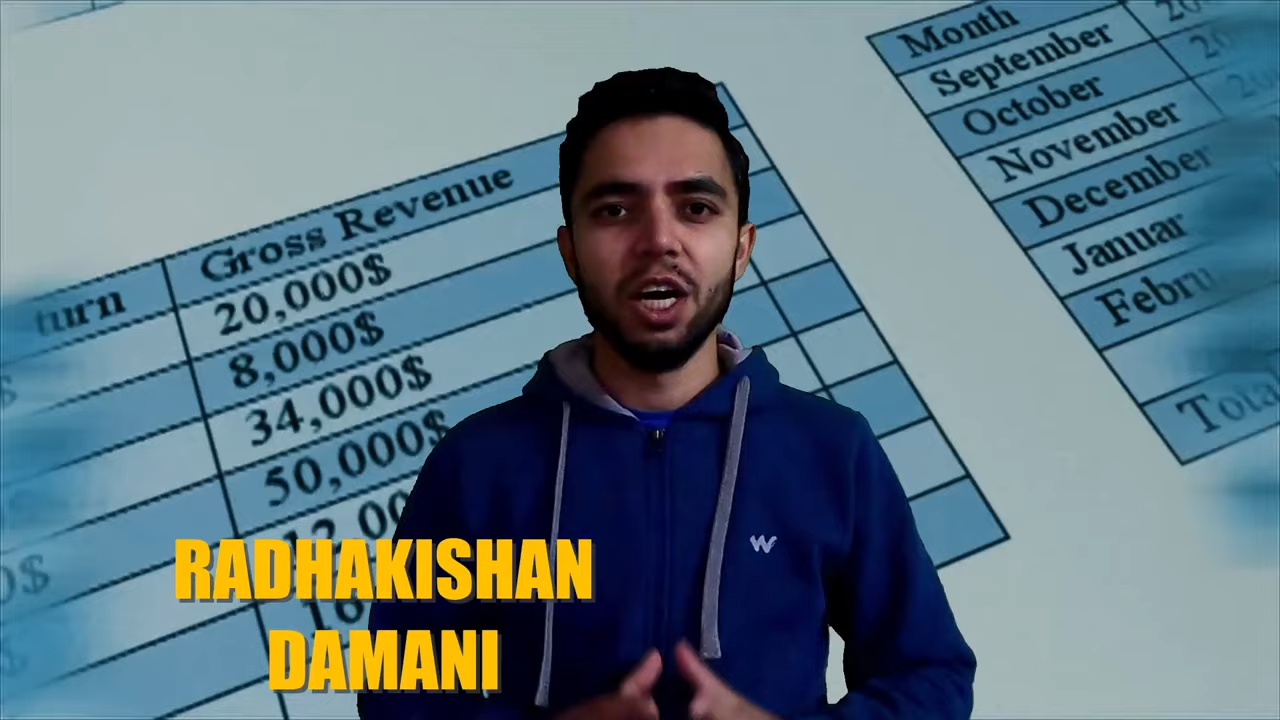 Gross Revenue
20,000$
8,000$
34,000$
50,000$
Month
September
October
November
December
RADHAKISHAN
DAMANI